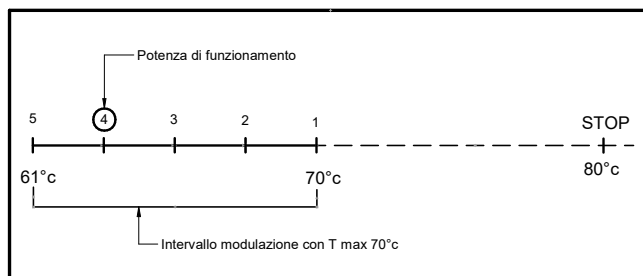 Potenza di funzionamento
5 4 3 2 1 STOP
61°c 70°c 80°c
Intervallo modulazione con T max 70°c